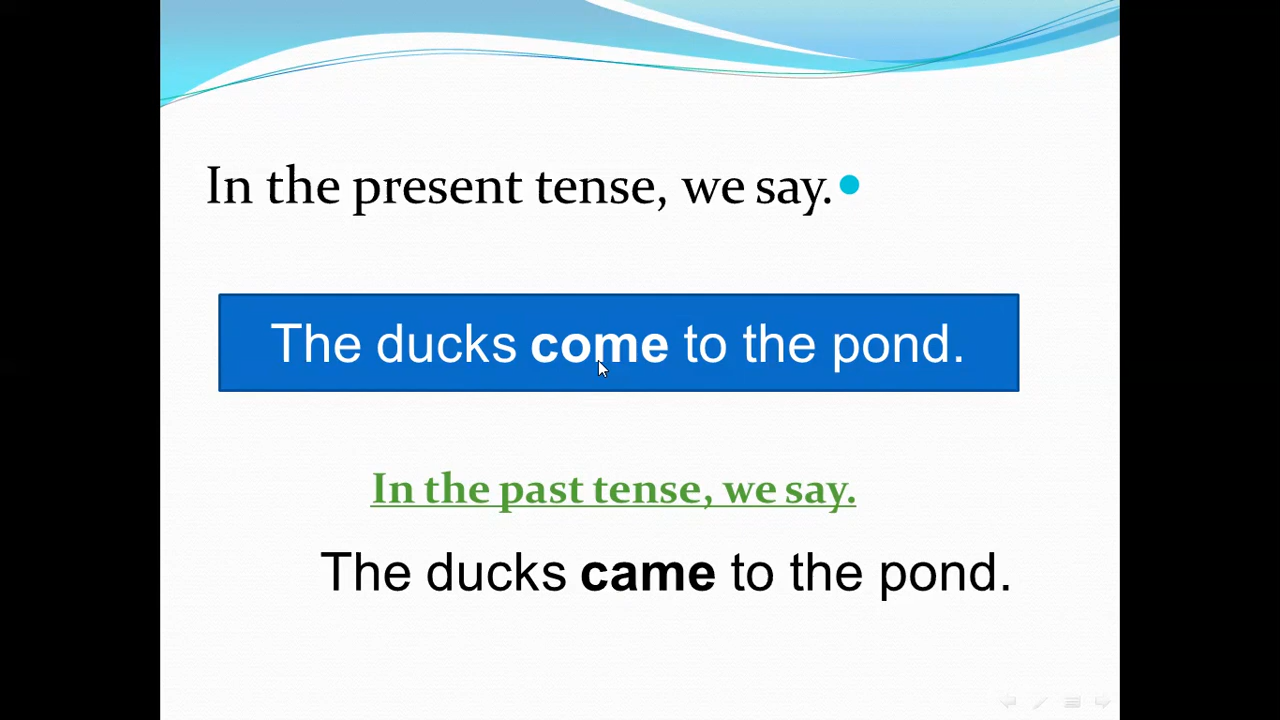 In the present tense, we say.
The ducks come to the pond.
In the past tense, we say.
The ducks came to the pond.